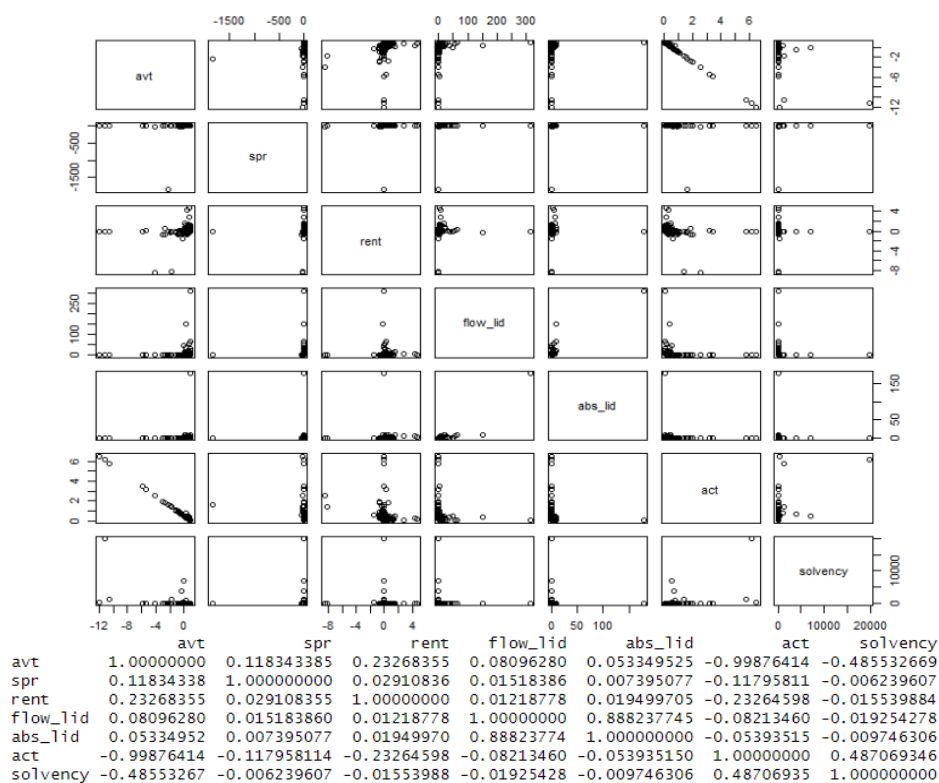 -1500 -500 0 0 100 200 300 0 2 4 6
avt
-12 -6 -2
spr
-1500 -500
rent
-8 -4 0 4
flow_lid
0 100 250
abs_lid
0 50 150
act
0 2 4 6
solvency
0 10000
-12 -8 -4 0 -8 -4 0 4 0 50 100 0 10000 20000
avt spr rent flow_lid abs_lid act solvency
avt 1.00000000 0.118343385 0.23268355 0.08096280 0.053349525 -0.99876414 -0.485532669
spr 0.11834338 1.000000000 0.02910836 0.01518386 0.007395077 -0.11795811 -0.006239607
rent 0.23268355 0.029108355 1.00000000 0.01218778 0.019499705 -0.23264598 -0.015539884
flow_lid 0.08096280 0.015183860 0.01218778 1.00000000 0.888237745 -0.08213460 -0.019254278
abs_lid 0.05334952 0.007395077 0.01949970 0.88823774 1.000000000 -0.05393515 -0.009746306
act -0.99876414 -0.117958114 -0.23264598 -0.08213460 -0.053935150 1.00000000 0.487069346
solvency -0.48553267 -0.006239607 -0.01553988 -0.01925428 -0.009746306 0.48706935 1.000000000